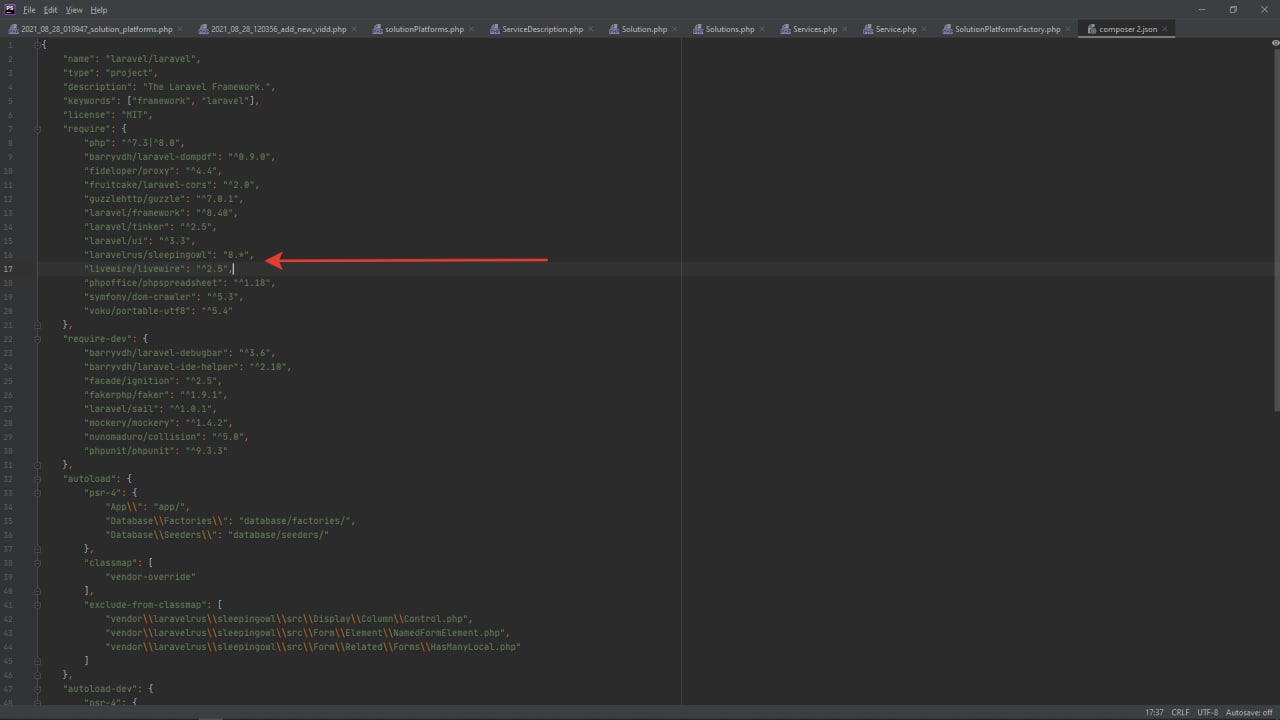 PS File Edit View Help
2021_08_28_010947_solution_platforms.php 2021_08_28_120356_add_new_vidd.php solutionPlatforms.php ServiceDescription.php Solution.php Solutions.php Services.php Service.php SolutionPlatformsFactory.php composer 2.json
1 {
2 "name": "laravel/laravel",
3 "type": "project",
4 "description": "The Laravel Framework.",
5 "keywords": ["framework", "laravel"],
6 "license": "MIT",
7 "require": {
8 "php": "^7.3|^8.0",
9 "barryvdh/laravel-dompdf": "^0.9.0",
10 "fideloper/proxy": "^4.4",
11 "fruitcake/laravel-cors": "^2.0",
12 "guzzlehttp/guzzle": "^7.0.1",
13 "laravel/framework": "^8.40",
14 "laravel/tinker": "^2.5",
15 "laravel/ui": "^3.3",
16 "laravelrus/sleepingowl": "8.*",
17 "livewire/livewire": "^2.5",
18 "phpoffice/phpspreadsheet": "^1.18",
19 "symfony/dom-crawler": "^5.3",
20 "voku/portable-utf8": "^5.4"
21 },
22 "require-dev": {
23 "barryvdh/laravel-debugbar": "^3.6",
24 "barryvdh/laravel-ide-helper": "^2.10",
25 "facade/ignition": "^2.5",
26 "fakerphp/faker": "^1.9.1",
27 "laravel/sail": "^1.0.1",
28 "mockery/mockery": "^1.4.2",
29 "nunomaduro/collision": "^5.0",
30 "phpunit/phpunit": "^9.3.3"
31 },
32 "autoload": {
33 "psr-4": {
34 "App\\": "app/",
35 "Database\\Factories\\": "database/factories/",
36 "Database\\Seeders\\": "database/seeders/"
37 },
38 "classmap": [
39 "vendor-override"
40 ],
41 "exclude-from-classmap": [
42 "vendor\\laravelrus\\sleepingowl\\src\\Display\\Column\\Control.php",
43 "vendor\\laravelrus\\sleepingowl\\src\\Form\\Element\\NamedFormElement.php",
44 "vendor\\laravelrus\\sleepingowl\\src\\Form\\Related\\Forms\\HasManyLocal.php"
45 ]
46 },
47 "autoload-dev": {
48 "psr-4": {
17:37 CRLF UTF-8 Autosave: off